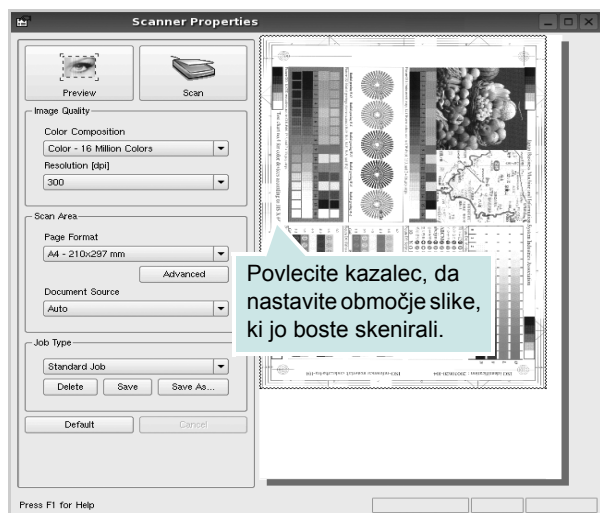 Scanner Properties
Preview
Scan
Image Quality
Color Composition
Color - 16 Million Colors
Resolution [dpi]
300
Scan Area
Page Format
A4 - 210x297 mm
Advanced
Document Source
Auto
Job Type
Standard Job
Delete
Save
Save As...
Default
Cancel
Povlecite kazalec, da
nastavite območje slike,
ki jo boste skenirali.
Press F1 for Help